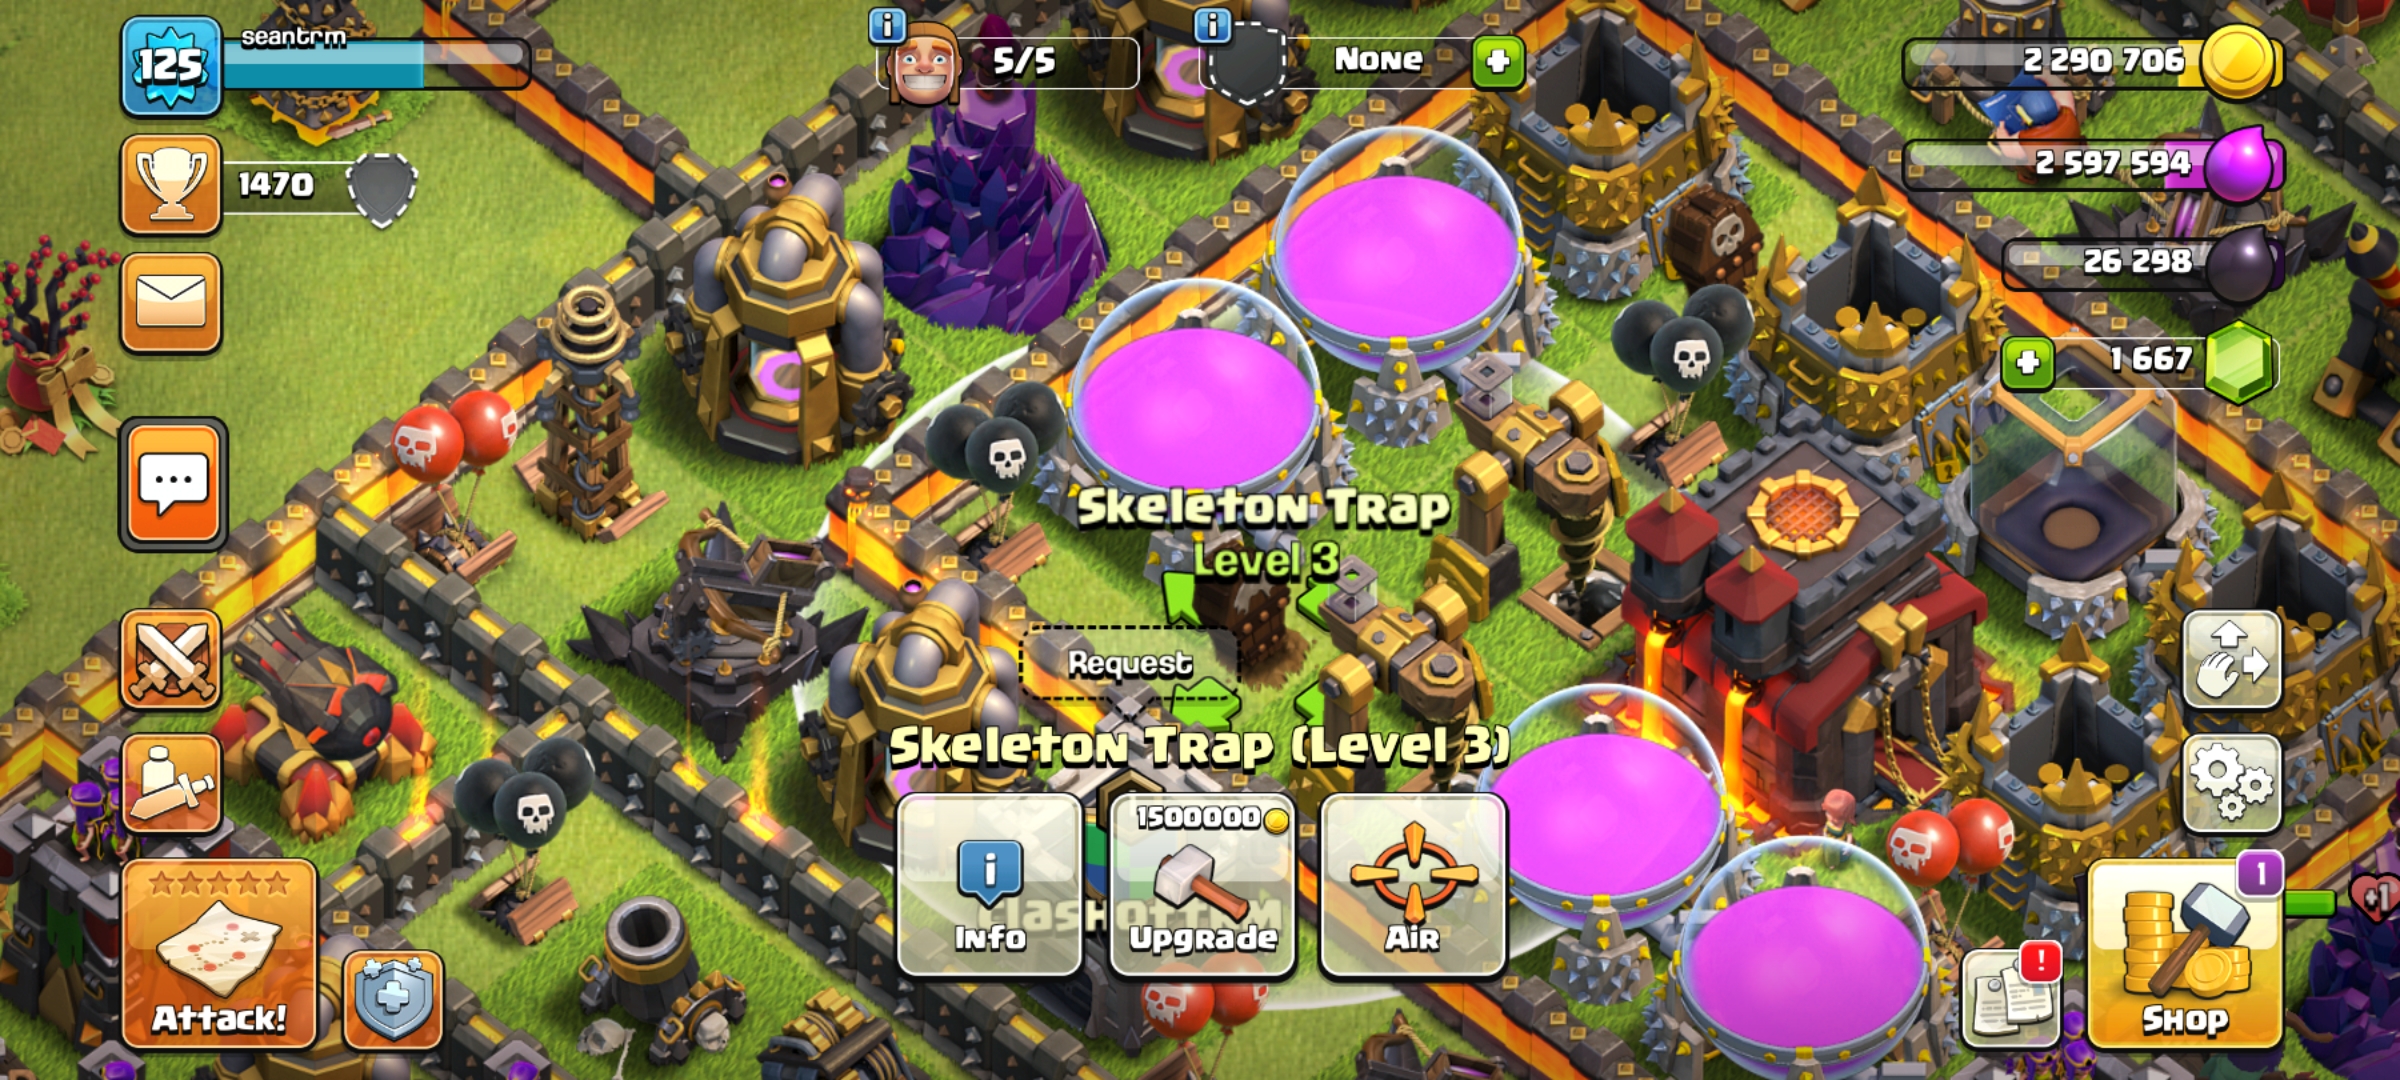 125
seantrm
5/5
None
2 290 706
1470
2 597 594
26 298
1 667
Skeleton Trap
Level 3
Request
Skeleton Trap (Level 3)
1500000
Info
Upgrade
Air
Attack!
1
+1
!
Shop